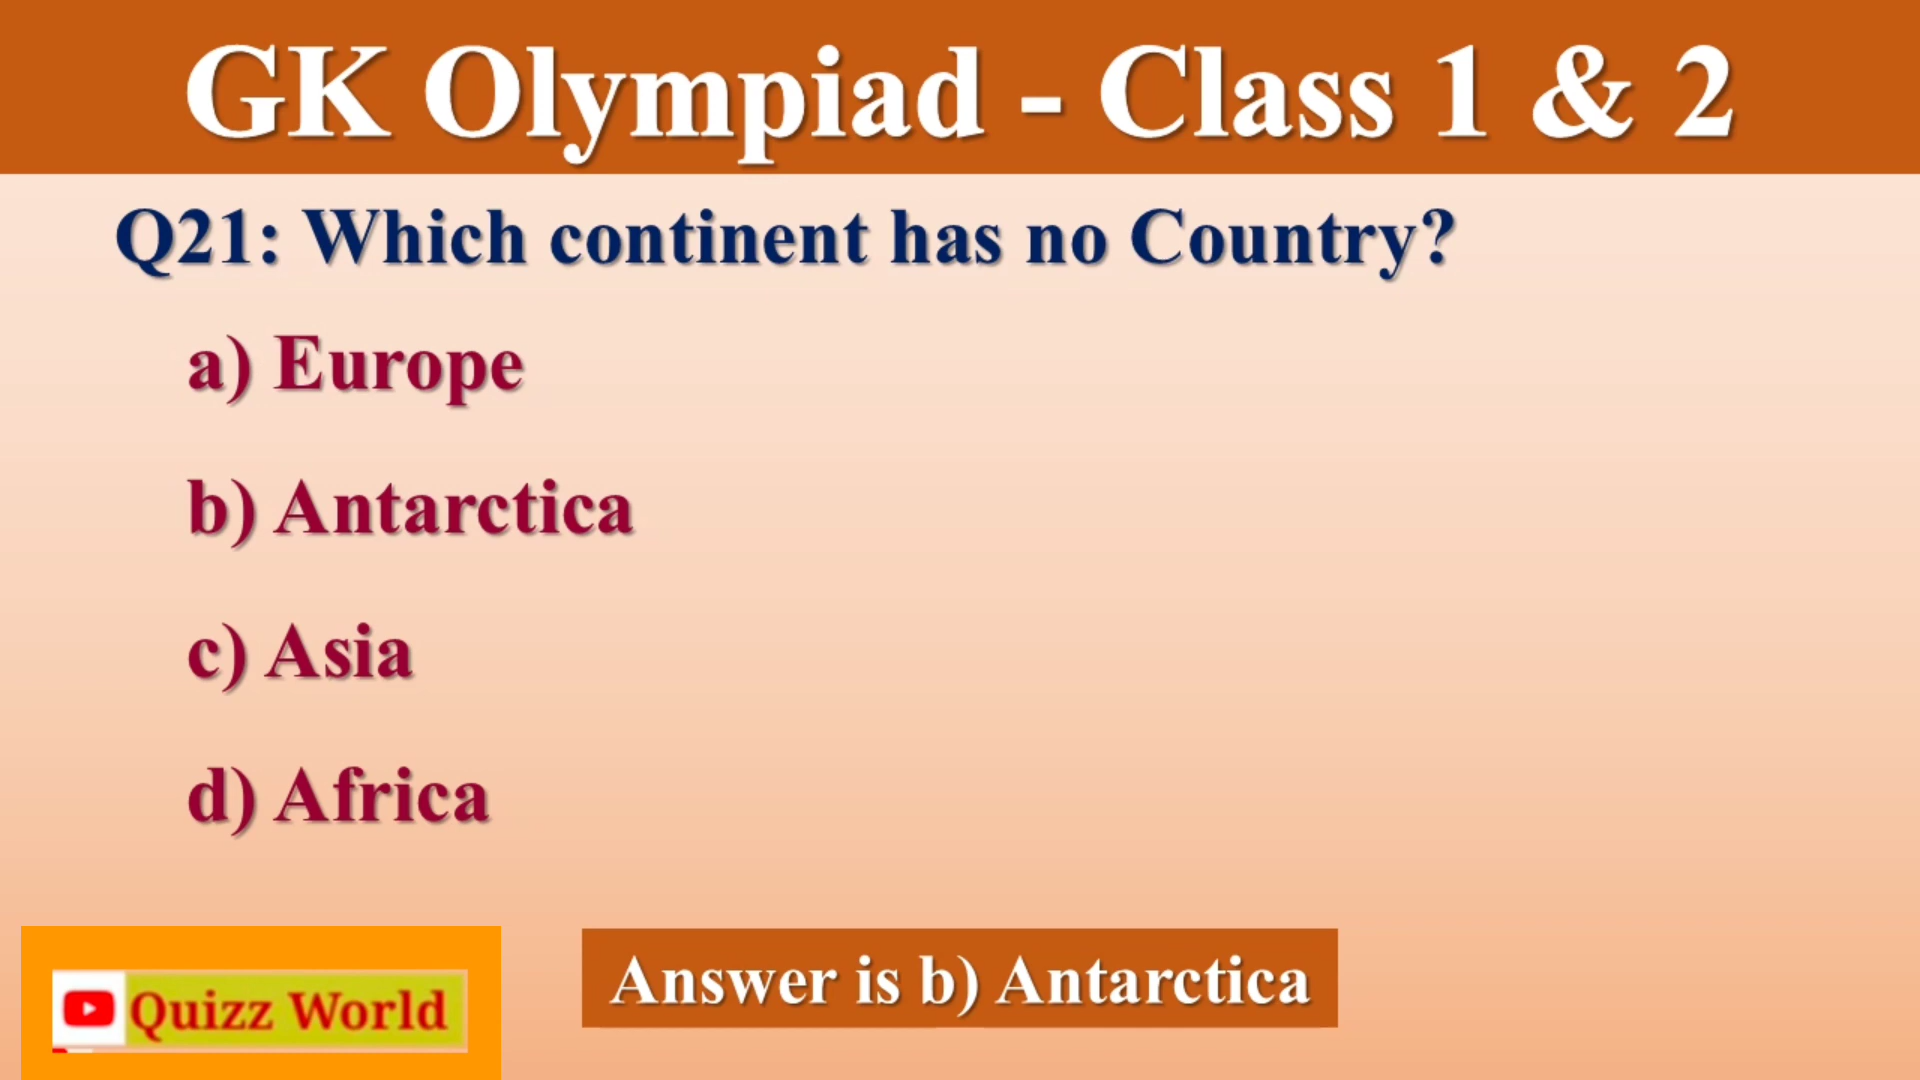 GK Olympiad - Class 1 & 2
Q21: Which continent has no Country?
a) Europe
b) Antarctica
c) Asia
d) Africa
Quizz World
Answer is b) Antarctica